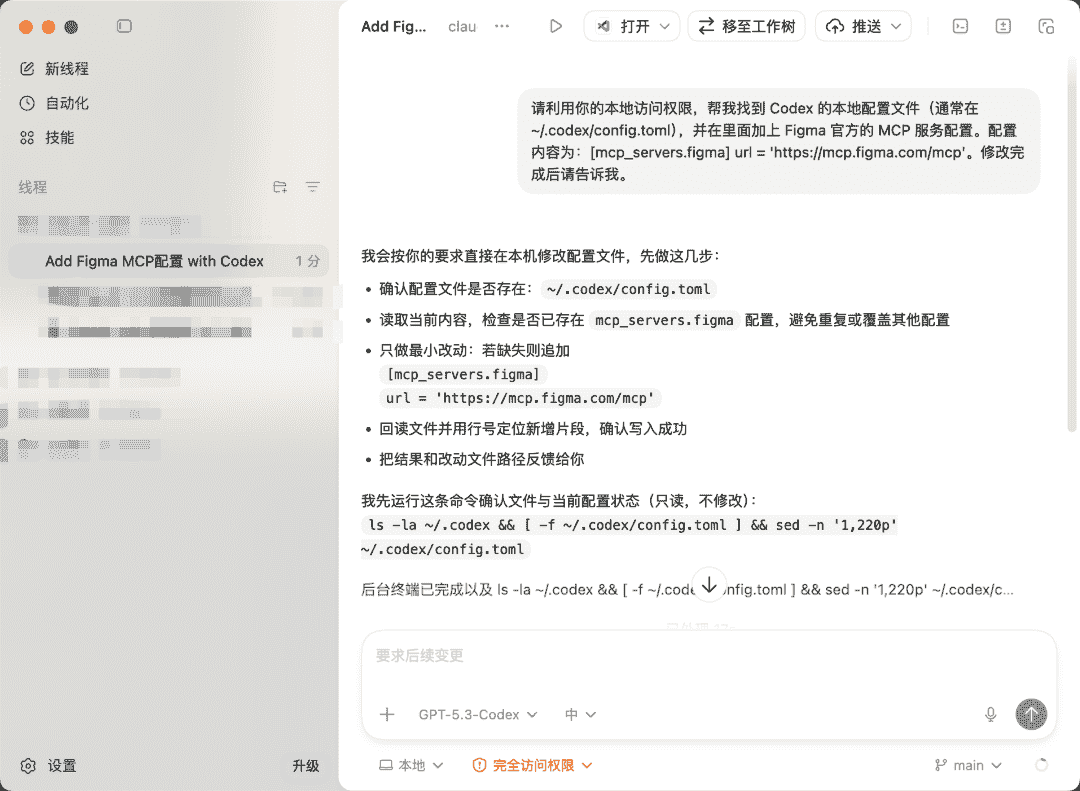 新线程
自动化
技能
线程
Add Figma MCP配置 with Codex 1 分
设置
升级
Add Fig... clau ...
打开
移至工作树
推送
请利用你的本地访问权限，帮我找到 Codex 的本地配置文件（通常在
~/.codex/config.toml），并在里面加上 Figma 官方的 MCP 服务配置。配置
内容为：[mcp_servers.figma] url = 'https://mcp.figma.com/mcp'。修改完
成后请告诉我。
我会按你的要求直接在本机修改配置文件，先做这几步：
• 确认配置文件是否存在： ~/.codex/config.toml
• 读取当前内容，检查是否已存在 mcp_servers.figma 配置，避免重复或覆盖其他配置
• 只做最小改动：若缺失则追加
[mcp_servers.figma]
url = 'https://mcp.figma.com/mcp'
• 回读文件并用行号定位新增片段，确认写入成功
• 把结果和改动文件路径反馈给你
我先运行这条命令确认文件与当前配置状态（只读，不修改）：
ls -la ~/.codex && [ -f ~/.codex/config.toml ] && sed -n '1,220p'
~/.codex/config.toml
后台终端已完成以及 ls -la ~/.codex && [ -f ~/.code nfig.toml ] && sed -n '1,220p' ~/.codex/c...
要求后续变更
GPT-5.3-Codex
中
本地
完全访问权限
main